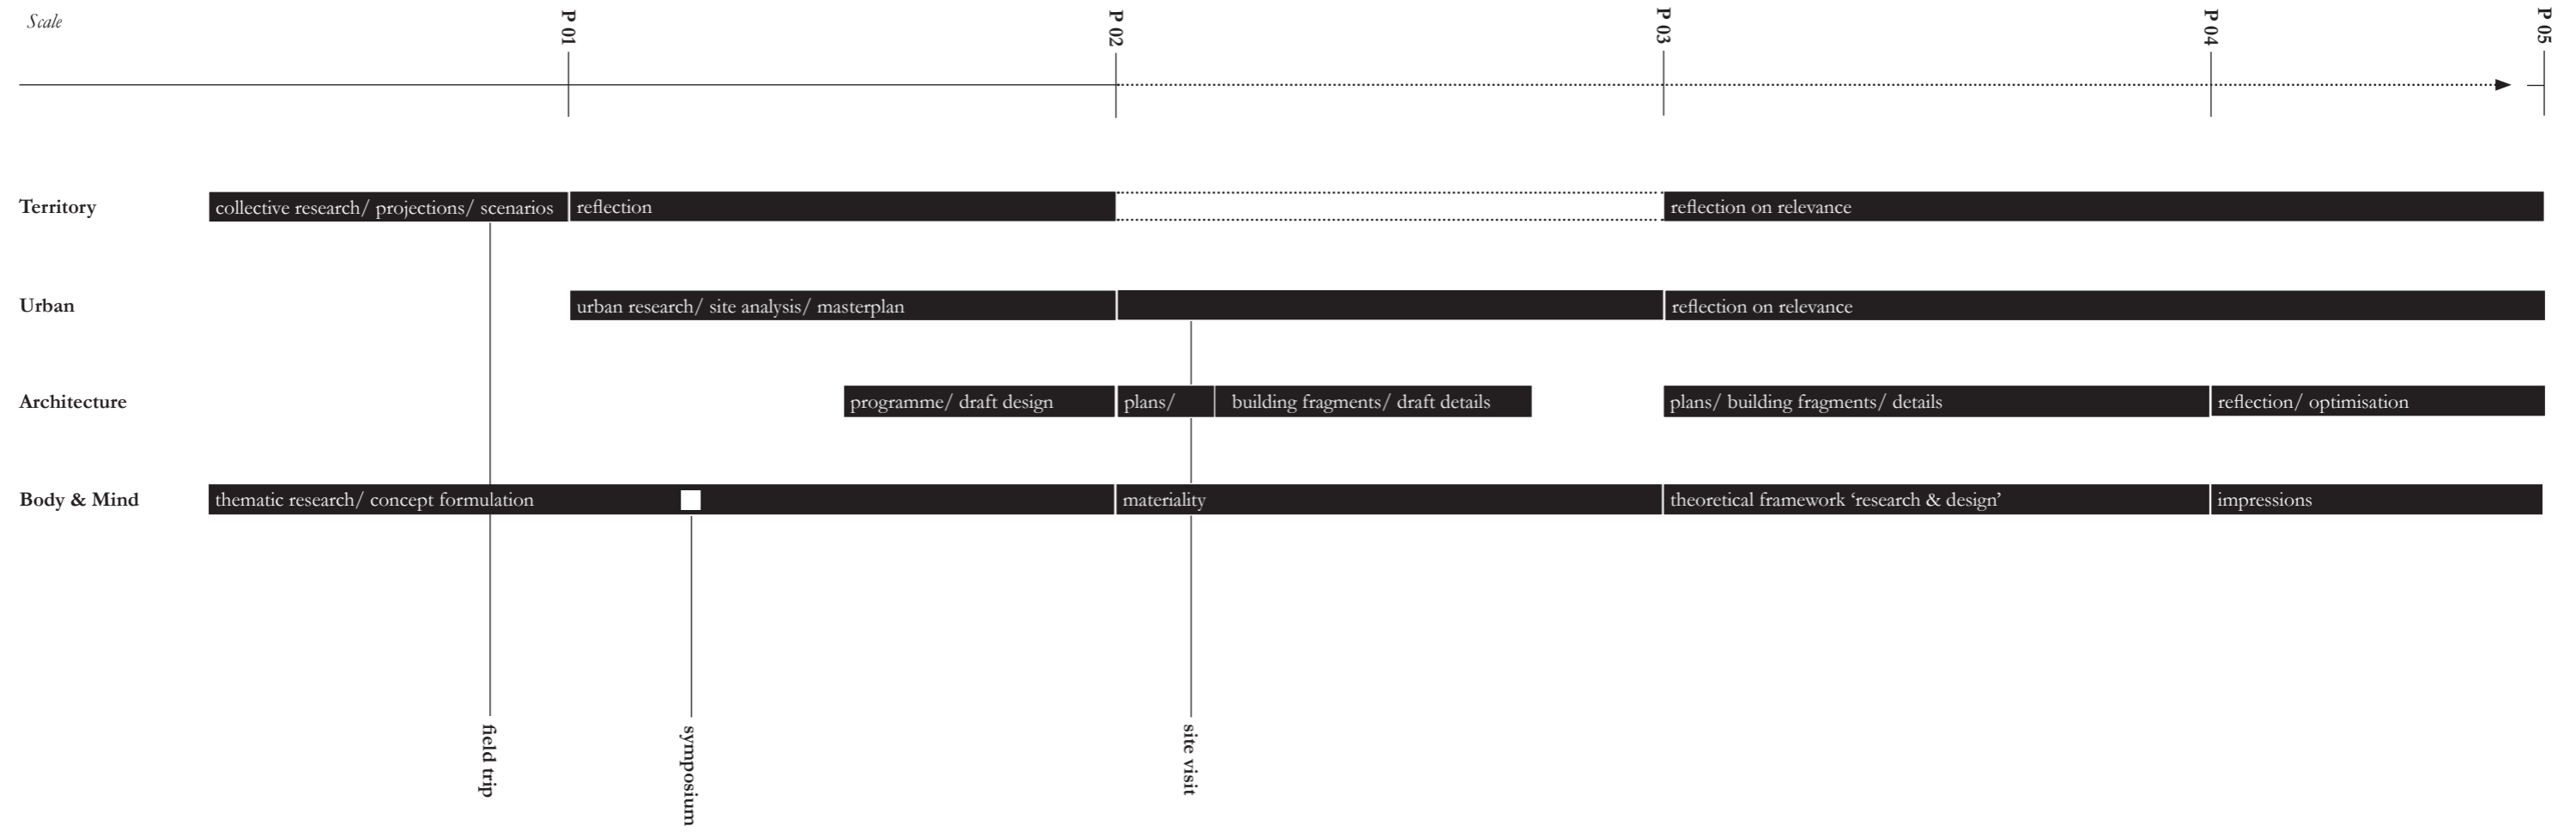 Scale
P 01
P 02
P 03
P 04
P 05
Territory
collective research/ projections/ scenarios
reflection
reflection on relevance
Urban
urban research/ site analysis/ masterplan
reflection on relevance
Architecture
programme/ draft design
plans/
building fragments/ draft details
plans/ building fragments/ details
reflection/ optimisation
Body & Mind
thematic research/ concept formulation
materiality
theoretical framework ‘research & design’
impressions
field trip
symposium
site visit